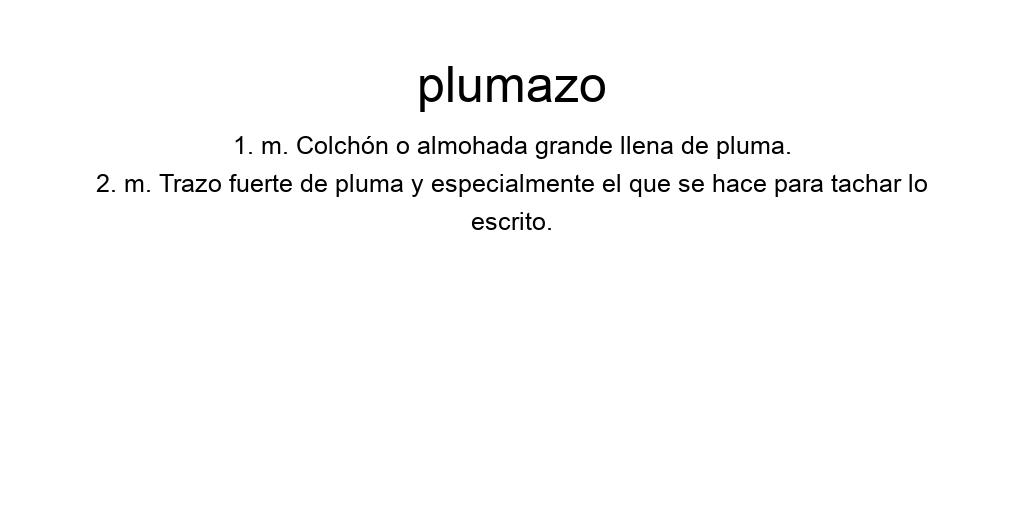 plumazo
1. m. Colchón o almohada grande llena de pluma.
2. m. Trazo fuerte de pluma y especialmente el que se hace para tachar lo
escrito.